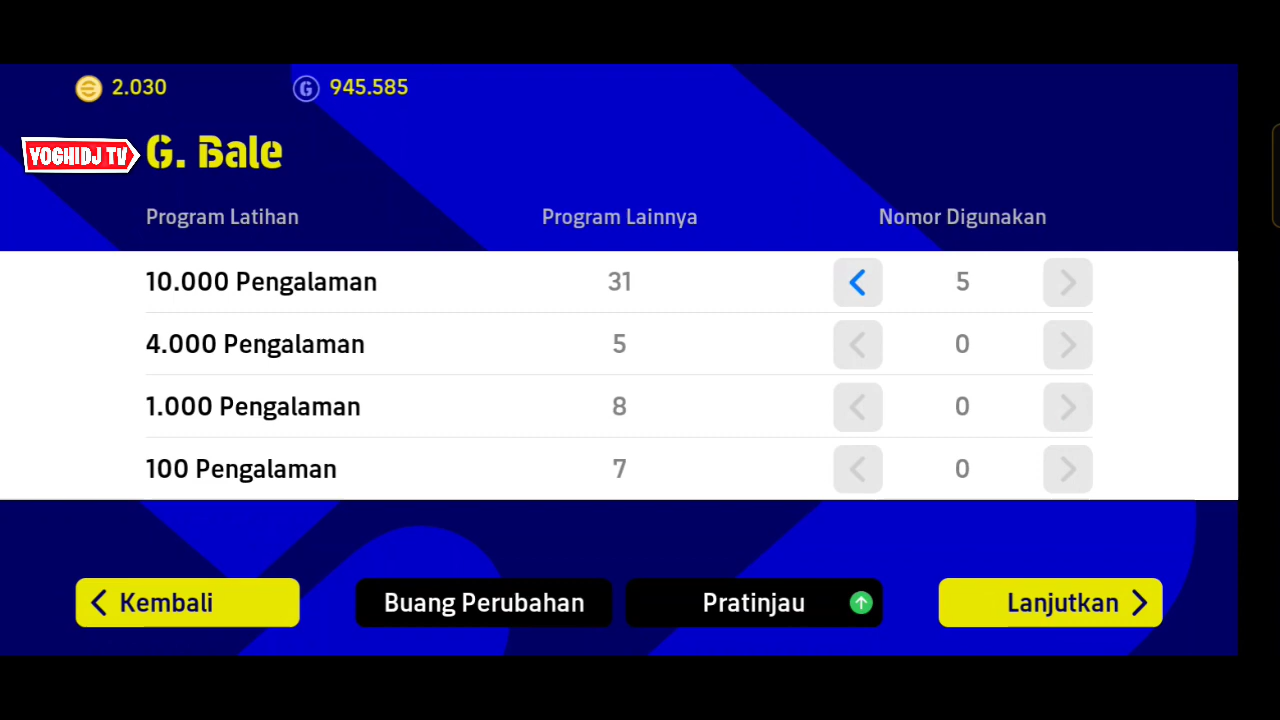 2.030 945.585
YOGHIDJ TV G. Bale
Program Latihan Program Lainnya Nomor Digunakan
10.000 Pengalaman 31 5
4.000 Pengalaman 5 0
1.000 Pengalaman 8 0
100 Pengalaman 7 0
Kembali Buang Perubahan Pratinjau Lanjutkan